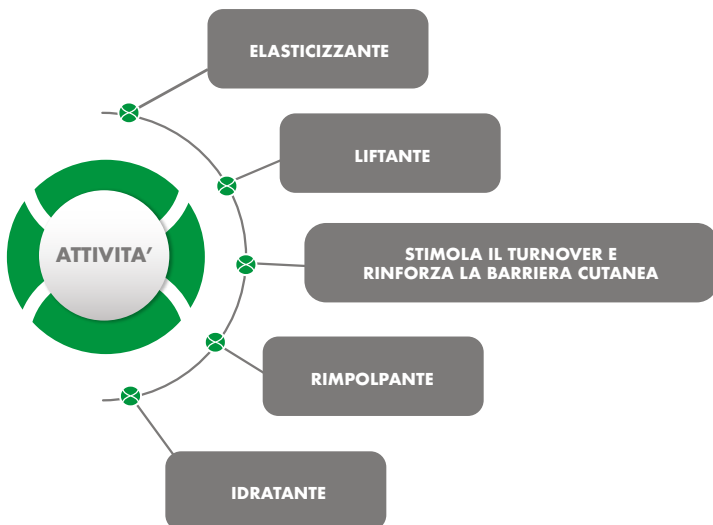 ELASTICIZZANTE
LIFTANTE
ATTIVITA’
STIMOLA IL TURNOVER E
RINFORZA LA BARRIERA CUTANEA
RIMPOLPANTE
IDRATANTE